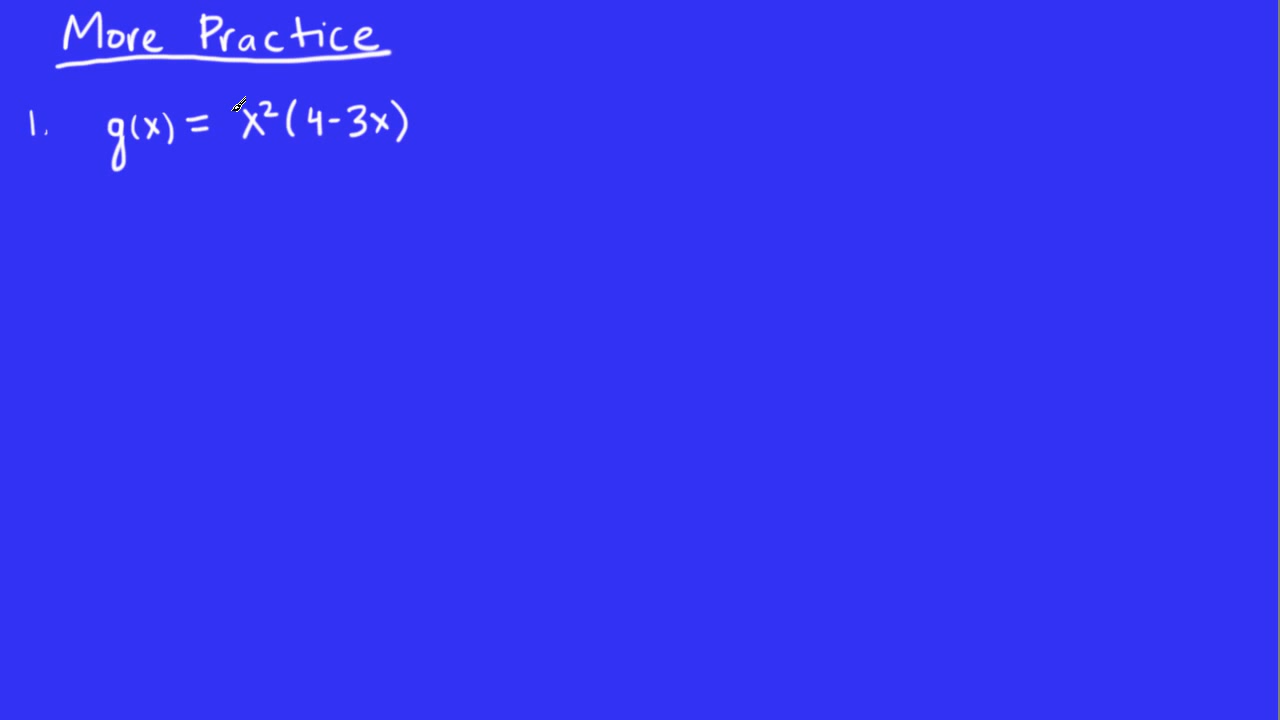 More Practice
1. g(x) = x²(4-3x)